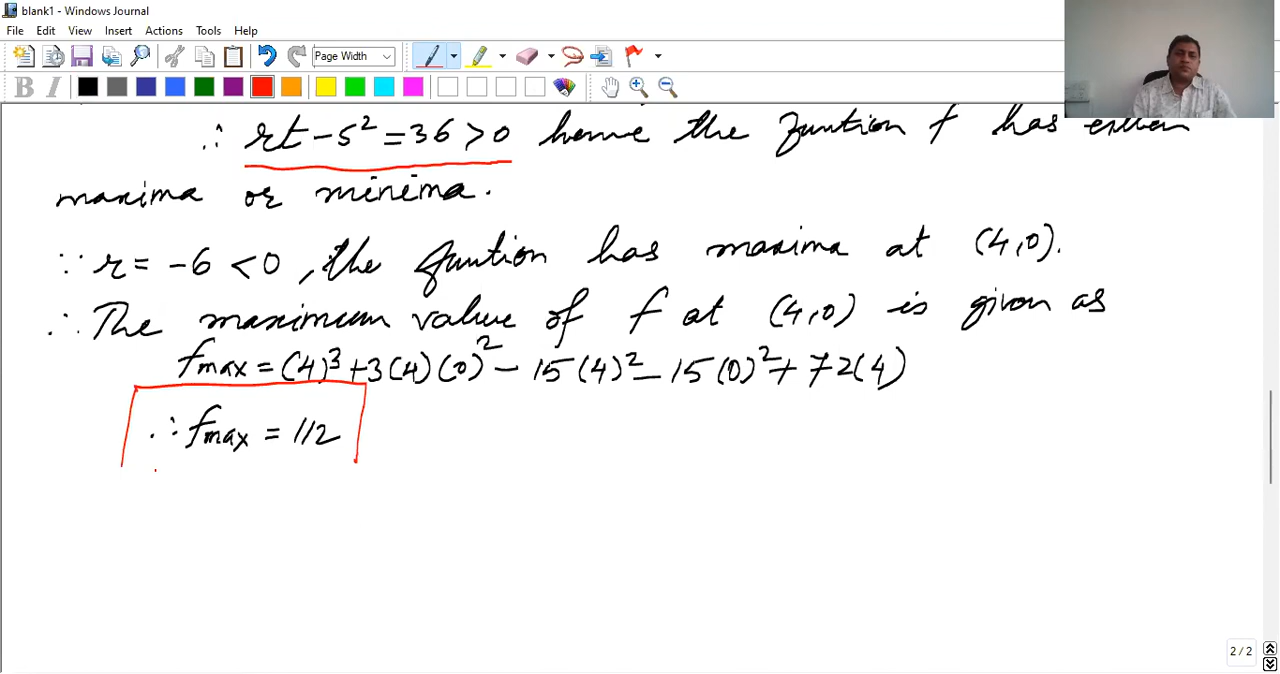 blank1 - Windows Journal
File Edit View Insert Actions Tools Help
Page Width
B I
∴ rt - s² = 36 > 0 hence the funtion f has either
maxima or minima.
∵ r = -6 < 0, the funtion has maxima at (4,0).
∴ The maximum value of f at (4,0) is given as
fmax = (4)³ + 3(4)(0)² - 15(4)² - 15(0)² + 72(4)
∴ fmax = 112
2 / 2